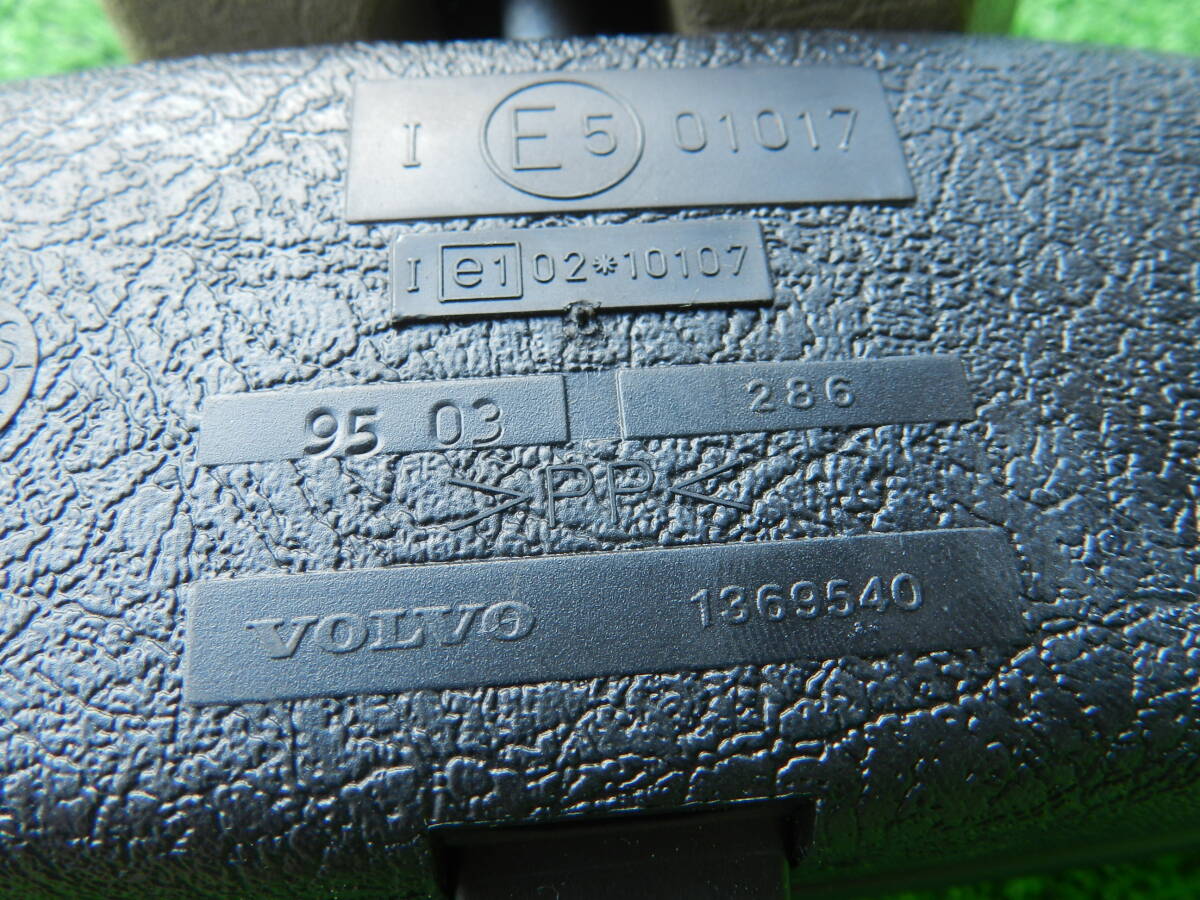 I E5 01017
I e1 02*10107
95 03 286
>PP<
VOLVO 1369540